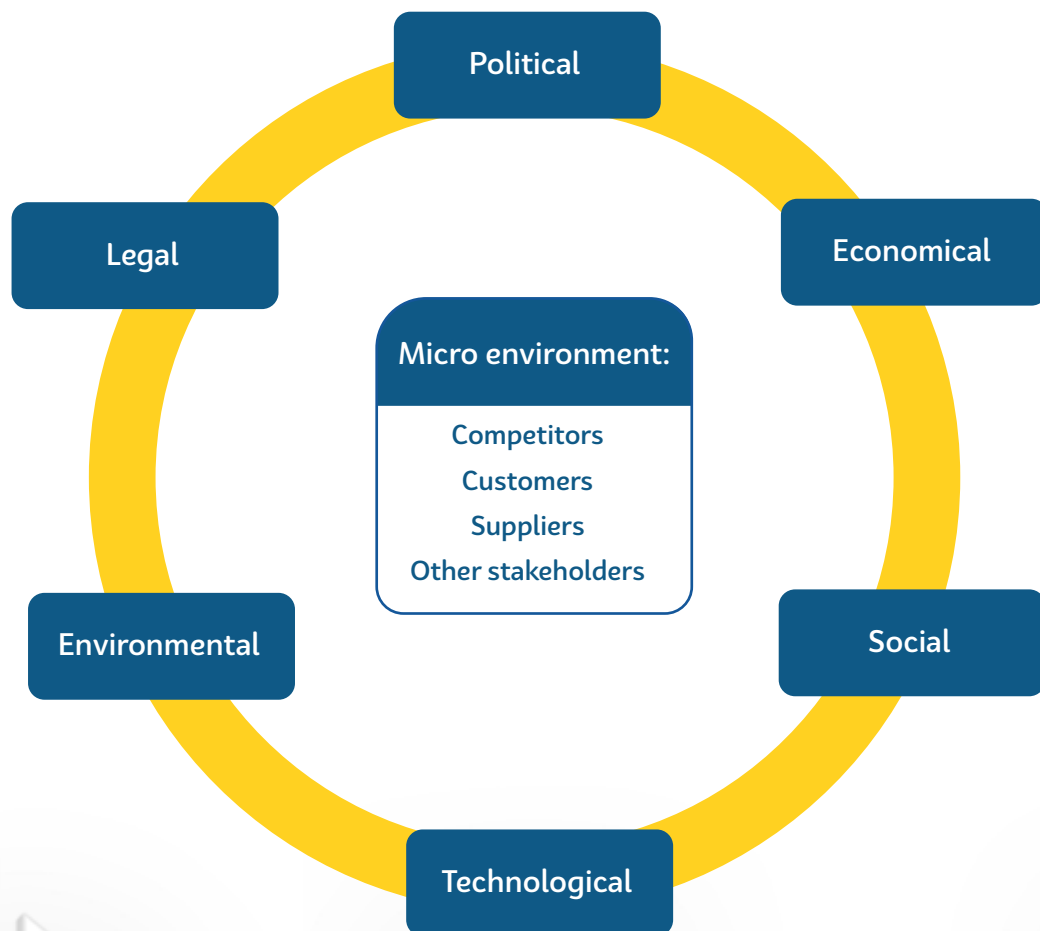 Political
Legal
Economical
Micro environment:
Competitors
Customers
Suppliers
Other stakeholders
Environmental
Social
Technological